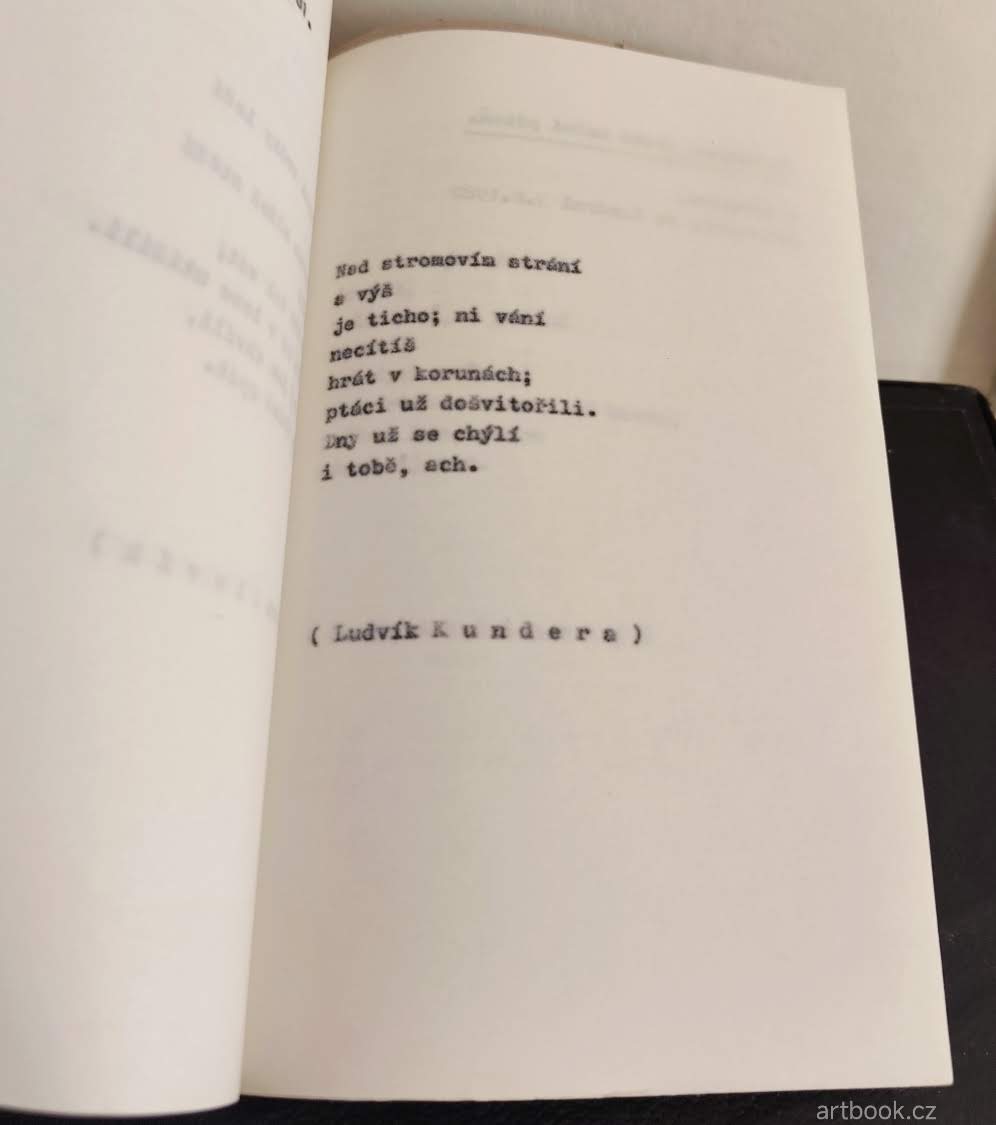 Nad stromovím strání
a výš
je ticho; ni vání
necítíš
hrát v korunách;
ptáci už došvitořili.
Dny už se chýlí
i tobě, ach.
( Ludvík K u n d e r a )
artbook.cz